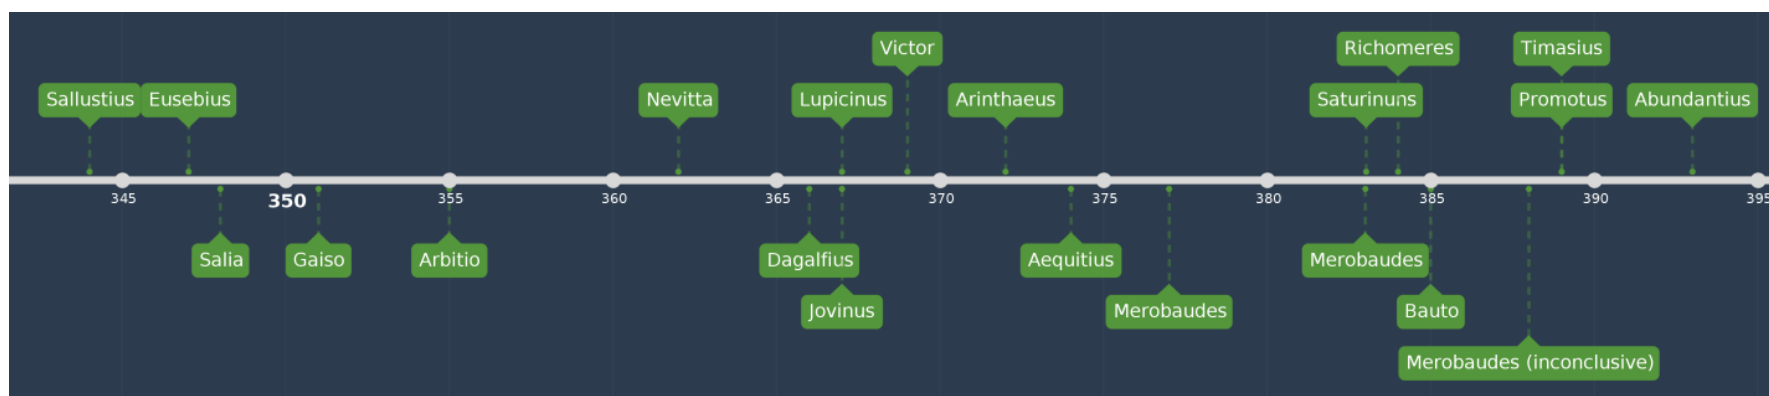 Victor
Richomeres
Timasius
Sallustius
Eusebius
Nevitta
Lupicinus
Arinthaeus
Saturinuns
Promotus
Abundantius
345
350
355
360
365
370
375
380
385
390
395
Salia
Gaiso
Arbitio
Dagalfius
Aequitius
Merobaudes
Jovinus
Merobaudes
Bauto
Merobaudes (inconclusive)